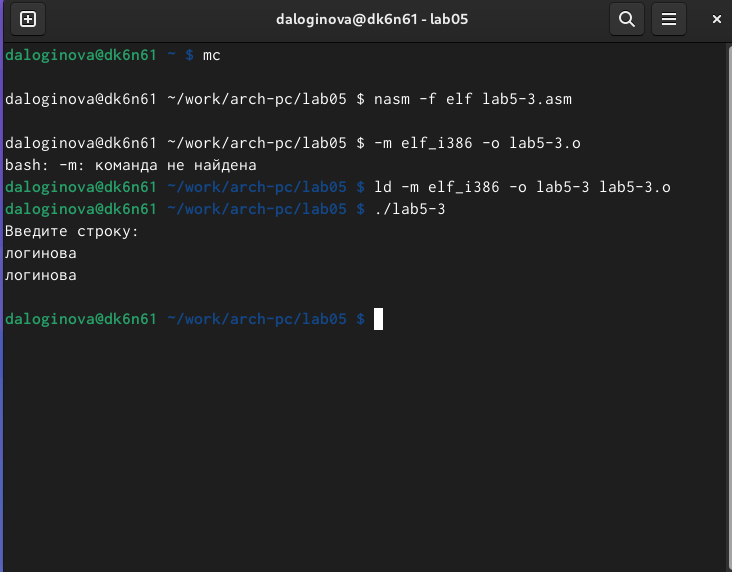 daloginova@dk6n61 - lab05
daloginova@dk6n61 ~ $ mc
daloginova@dk6n61 ~/work/arch-pc/lab05 $ nasm -f elf lab5-3.asm
daloginova@dk6n61 ~/work/arch-pc/lab05 $ -m elf_i386 -o lab5-3.o
bash: -m: команда не найдена
daloginova@dk6n61 ~/work/arch-pc/lab05 $ ld -m elf_i386 -o lab5-3 lab5-3.o
daloginova@dk6n61 ~/work/arch-pc/lab05 $ ./lab5-3
Введите строку:
логинова
логинова
daloginova@dk6n61 ~/work/arch-pc/lab05 $